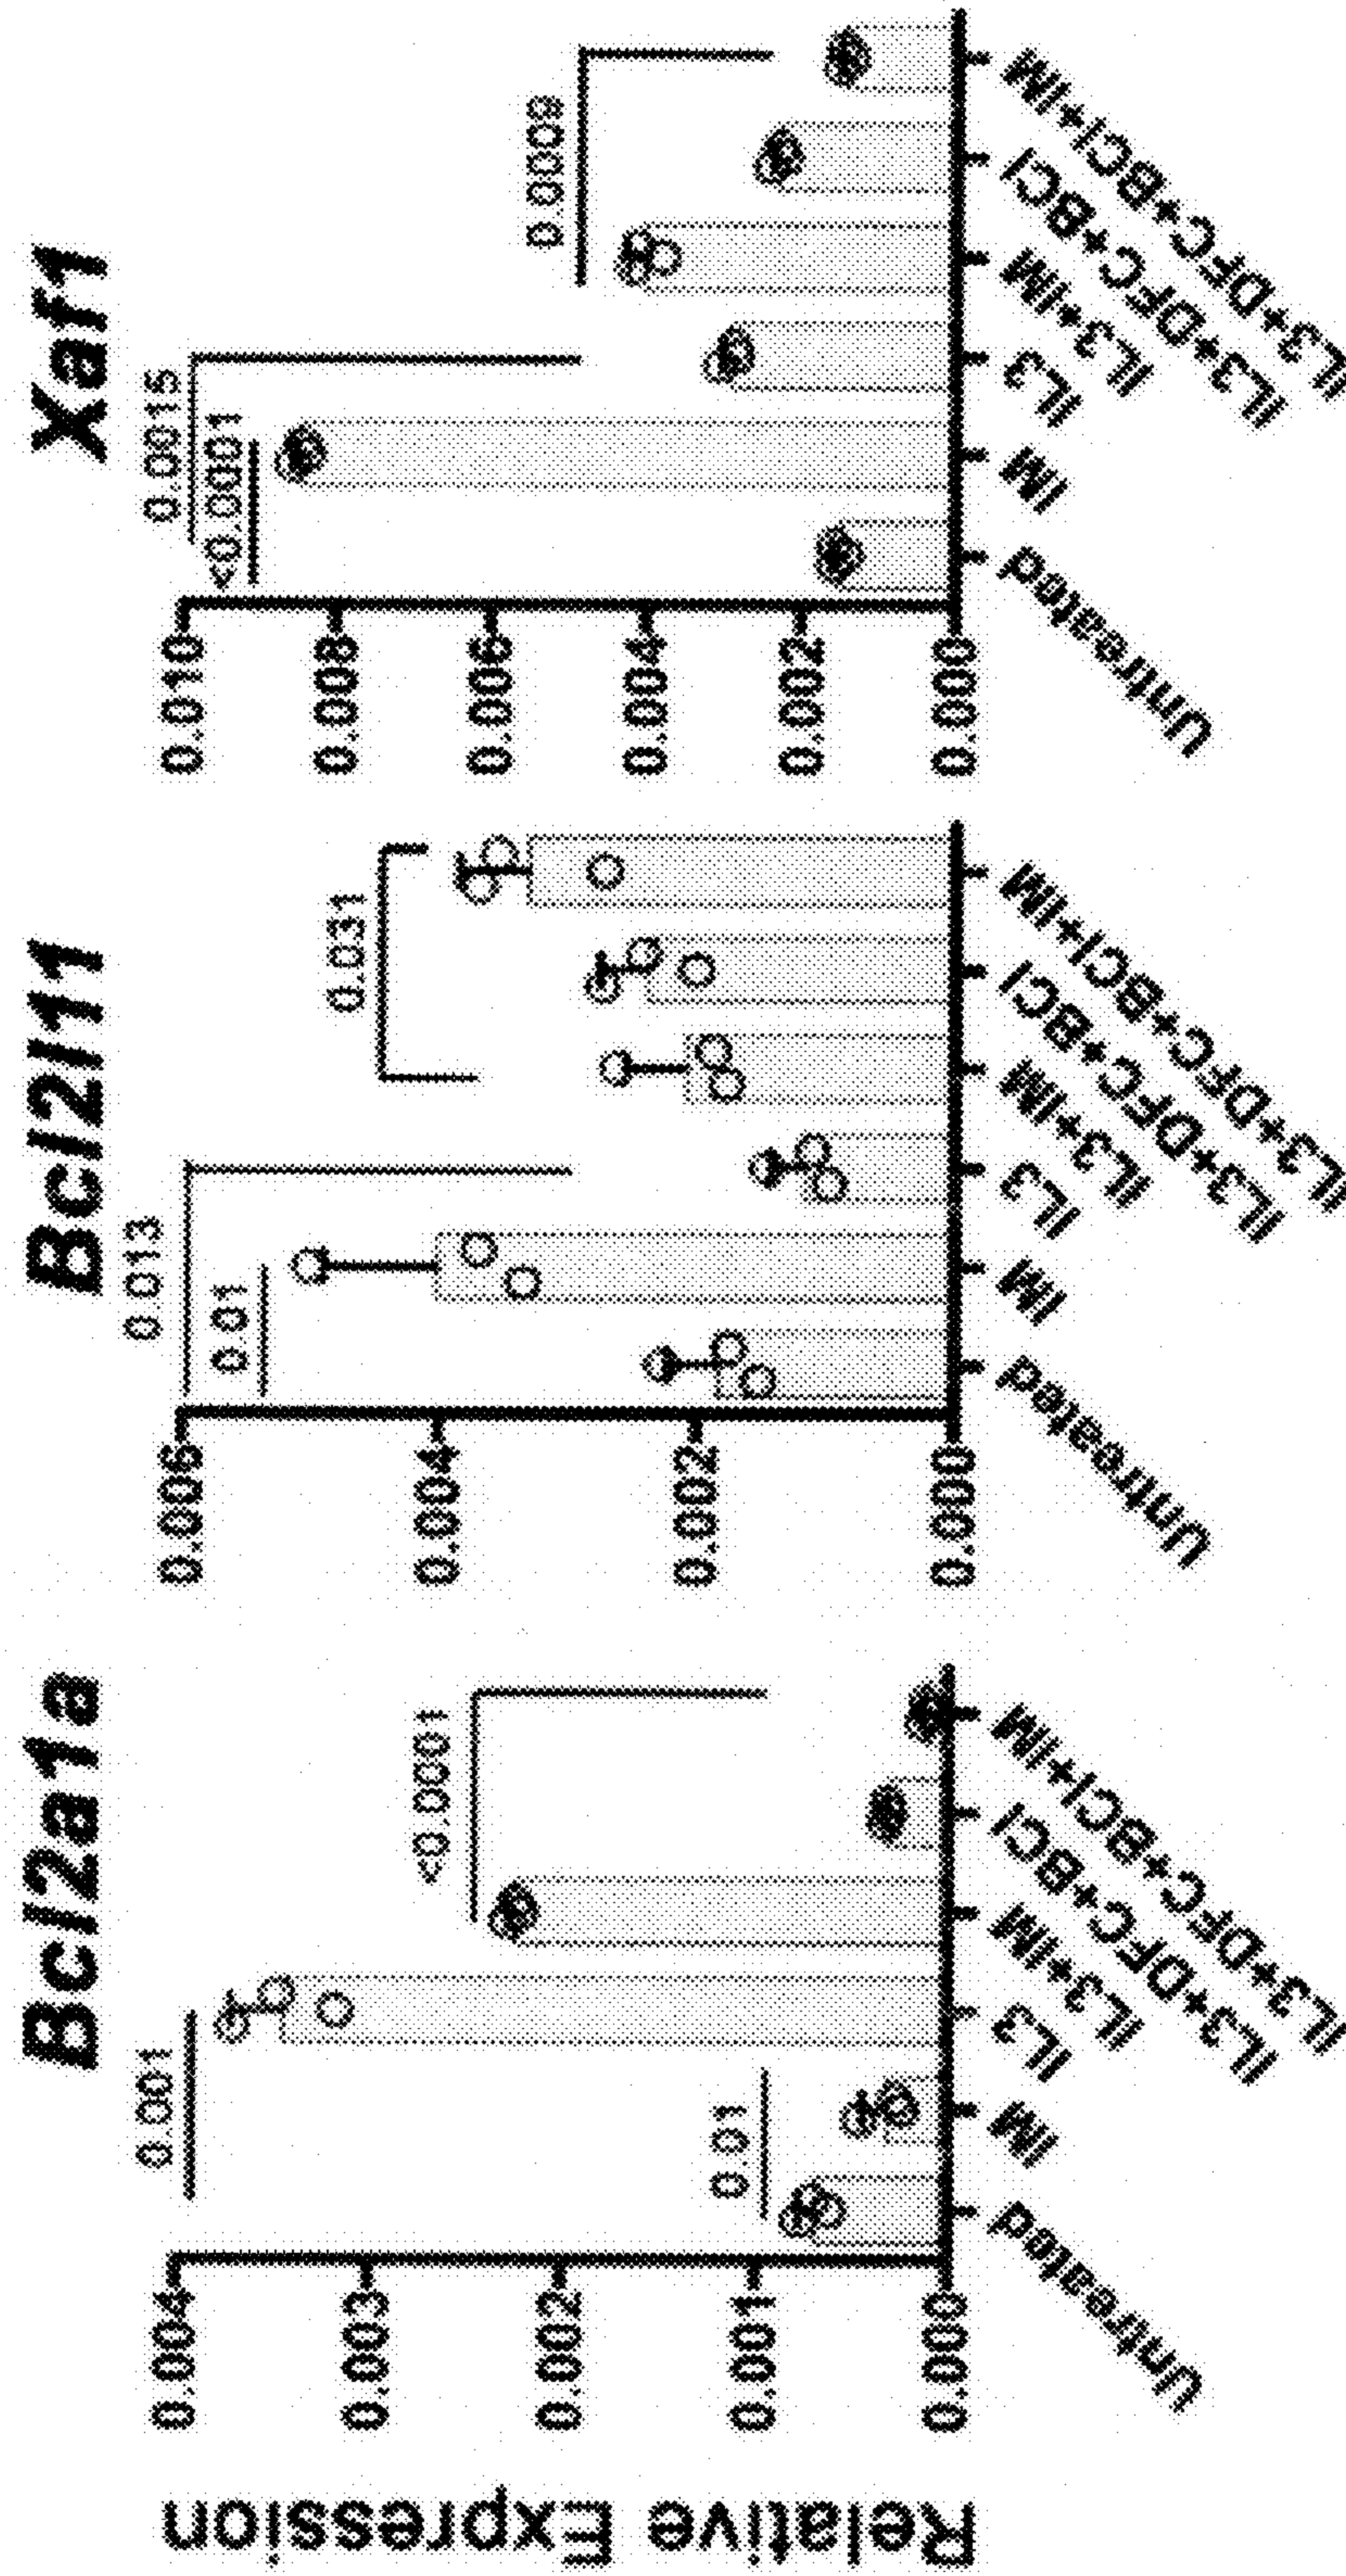 Relative Expression
Bcl2a1a
0.004
0.003
0.002
0.001
0.000
0.001
0.01
<0.0001
Untreated
IM
IL3
IL3+IM
IL3+DFC+BCI
IL3+DFC+BCI+IM
Bcl2l11
0.006
0.004
0.002
0.000
0.013
0.01
0.031
Untreated
IM
IL3
IL3+IM
IL3+DFC+BCI
IL3+DFC+BCI+IM
Xaf1
0.010
0.008
0.006
0.004
0.002
0.000
0.0015
<0.0001
0.0009
Untreated
IM
IL3
IL3+IM
IL3+DFC+BCI
IL3+DFC+BCI+IM